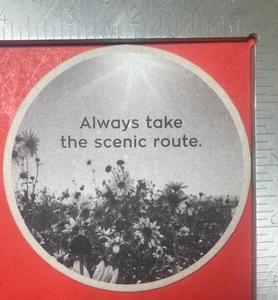 Always take
the scenic route.